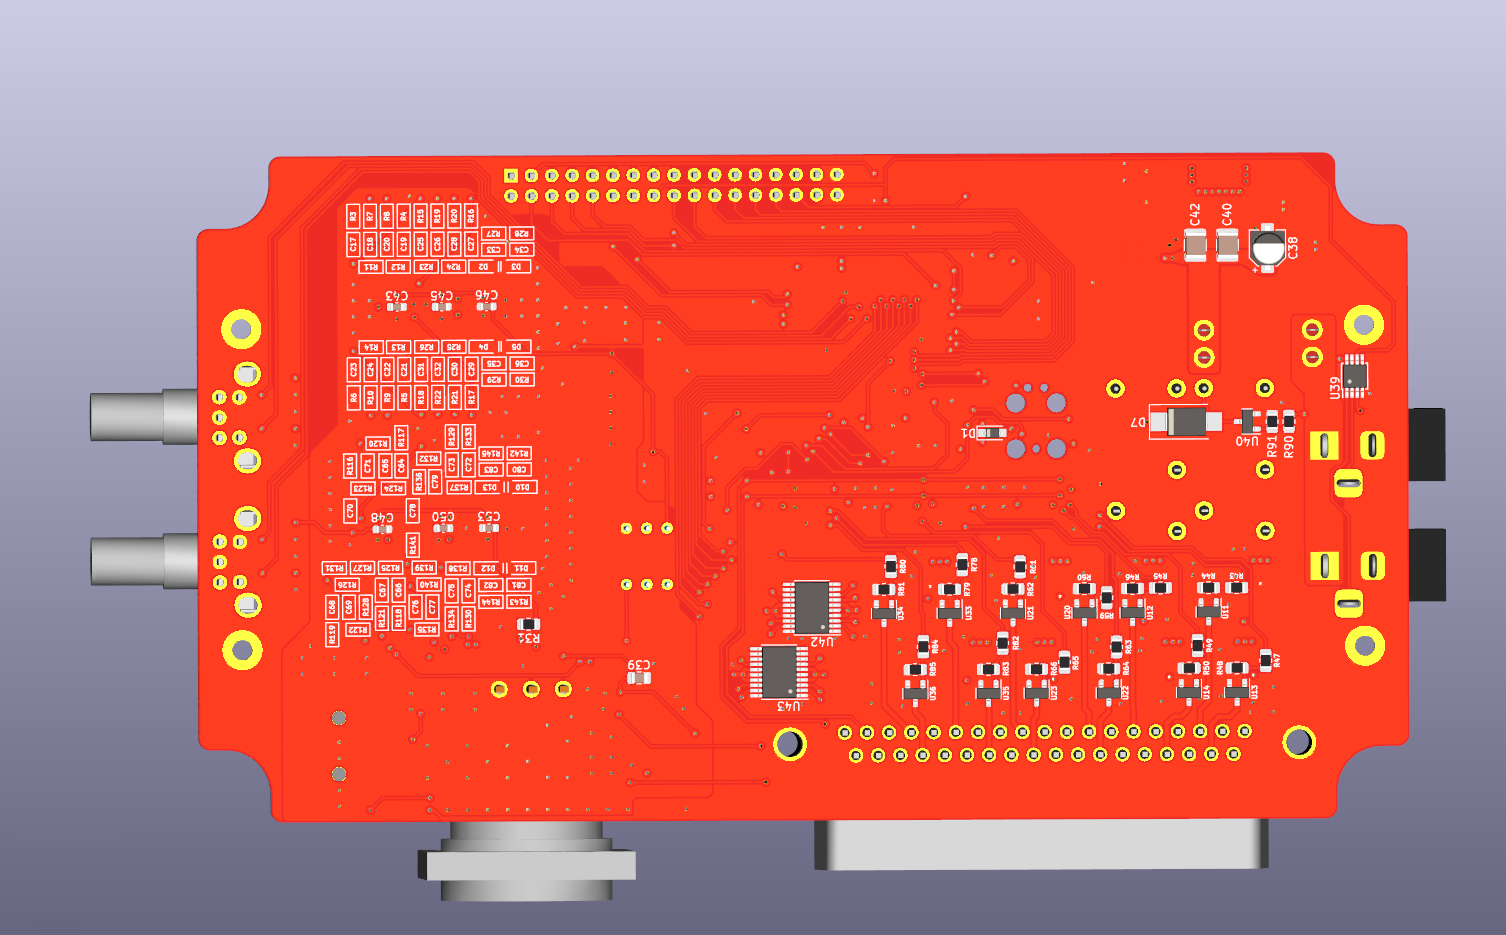 R3 R7 R8 R4 R15 R19 R20 R16
R27 R26
C17 C18 C20 C19 C25 C26 C28 C27
C33 C34
R11 R12 R23 R24 D2 D3
C43 C45 C46
R14 R13 R26 R25 D4 D5
C23 C24 C22 C21 C31 C32 C30 C29
C35 C36
R29 R30
R6 R10 R9 R5 R18 R22 R21 R17
R120 R117 R129 R133
R116 C71 C65 C64 R132 C73 C72 R145 R142
C83 C80
R123 R124 R136 C79 R137 D13 D10
C70 C78
C48 C50 C53
R141
R131 R127 R125 R139 R138 D12 D11
R126 C67 C66 R140 C75 C74 C82 C81
R144 R143
C68 C69 R128 R121 R118 C76 C77 R134 R130
R119 R122 R135
R31
C39
C42 C40 C38
+
U39
D7 U40 R91 R90
D1
U42
U43
R80 R78 R61
R81 R79 R62 R60 R46 R45 R44 R43
U34 U33 U21 U20 R59 U12 U11
R84 R82 R65 R63 R49 R47
R85 R83 R66 R64 R50 R48
U36 U35 U23 U22 U14 U13